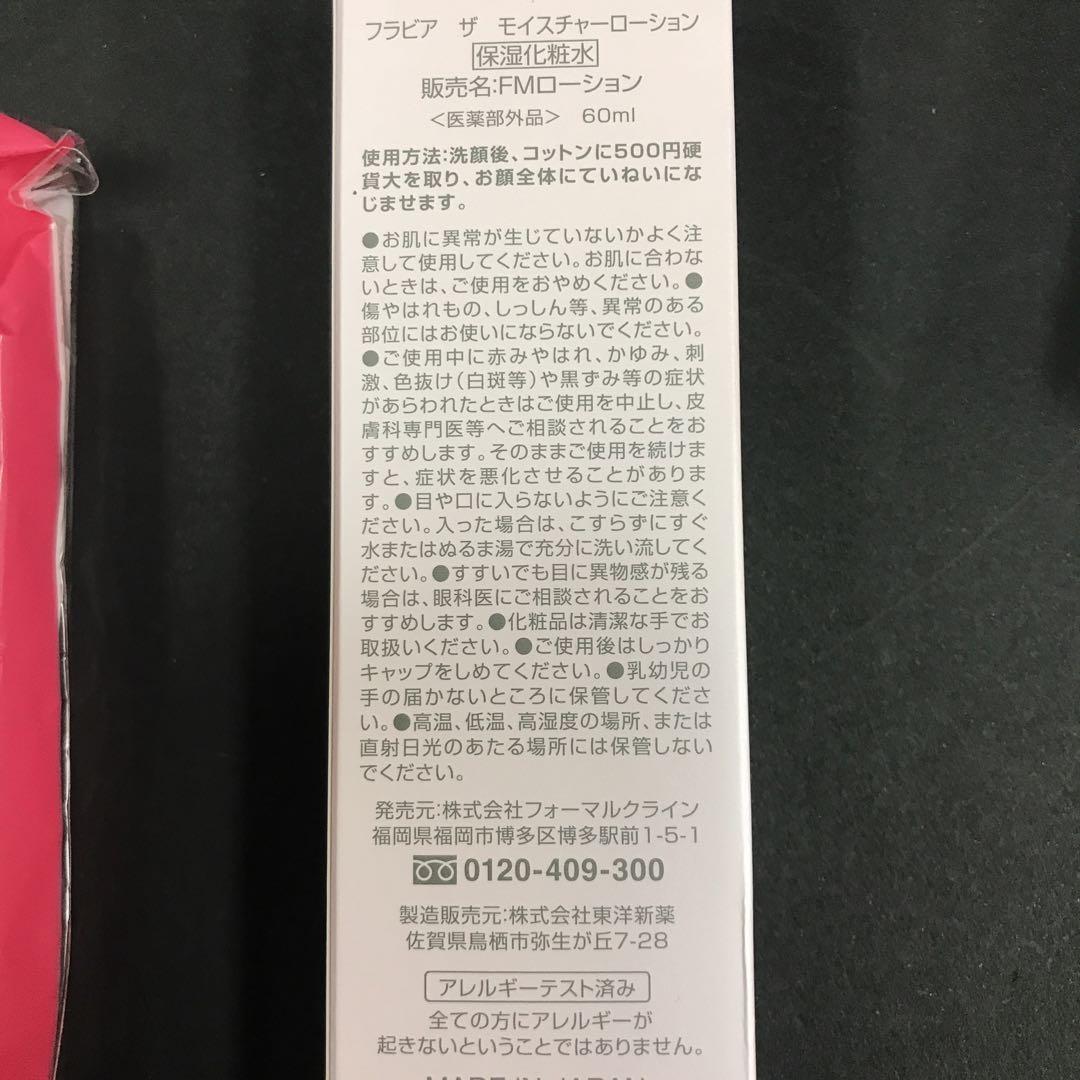 フラビア ザ モイスチャーローション
保湿化粧水
販売名:FMローション
<医薬部外品> 60ml
使用方法:洗顔後、コットンに500円硬
貨大を取り、お顔全体にていねいにな
じませます。
●お肌に異常が生じていないかよく注
意して使用してください。お肌に合わな
いときは、ご使用をおやめください。●
傷やはれもの、しっしん等、異常のある
部位にはお使いにならないでください。
●ご使用中に赤みやはれ、かゆみ、刺
激、色抜け(白斑等)や黒ずみ等の症状
があらわれたときはご使用を中止し、皮
膚科専門医等へご相談されることをお
すすめします。そのままご使用を続けま
すと、症状を悪化させることがありま
す。●目や口に入らないようにご注意く
ださい。入った場合は、こすらずにすぐ
水またはぬるま湯で充分に洗い流してく
ださい。●すすいでも目に異物感が残る
場合は、眼科医にご相談されることをお
すすめします。●化粧品は清潔な手でお
取扱いください。●ご使用後はしっかり
キャップをしめてください。●乳幼児の
手の届かないところに保管してくださ
い。●高温、低温、高湿度の場所、または
直射日光のあたる場所には保管しない
でください。
発売元:株式会社フォーマルクライン
福岡県福岡市博多区博多駅前1-5-1
0120-409-300
製造販売元:株式会社東洋新薬
佐賀県鳥栖市弥生が丘7-28
アレルギーテスト済み
全ての方にアレルギーが
起きないということではありません。
MADE IN JAPAN